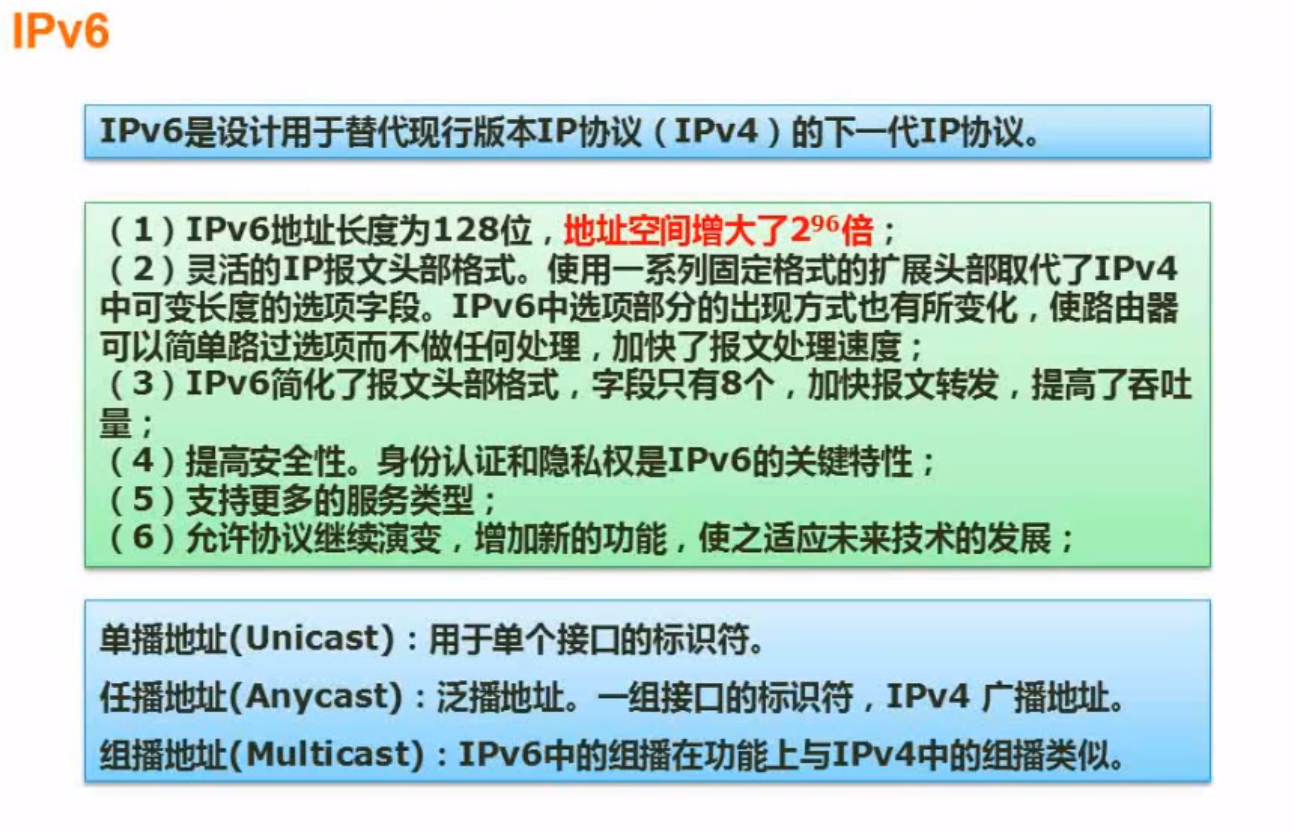 IPv6
IPv6是设计用于替代现行版本IP协议（IPv4）的下一代IP协议。
（1）IPv6地址长度为128位，地址空间增大了2⁹⁶倍；
（2）灵活的IP报文头部格式。使用一系列固定格式的扩展头部取代了IPv4
中可变长度的选项字段。IPv6中选项部分的出现方式也有所变化，使路由器
可以简单路过选项而不做任何处理，加快了报文处理速度；
（3）IPv6简化了报文头部格式，字段只有8个，加快报文转发，提高了吞吐
量；
（4）提高安全性。身份认证和隐私权是IPv6的关键特性；
（5）支持更多的服务类型；
（6）允许协议继续演变，增加新的功能，使之适应未来技术的发展；
单播地址(Unicast)：用于单个接口的标识符。
任播地址(Anycast)：泛播地址。一组接口的标识符，IPv4 广播地址。
组播地址(Multicast)：IPv6中的组播在功能上与IPv4中的组播类似。